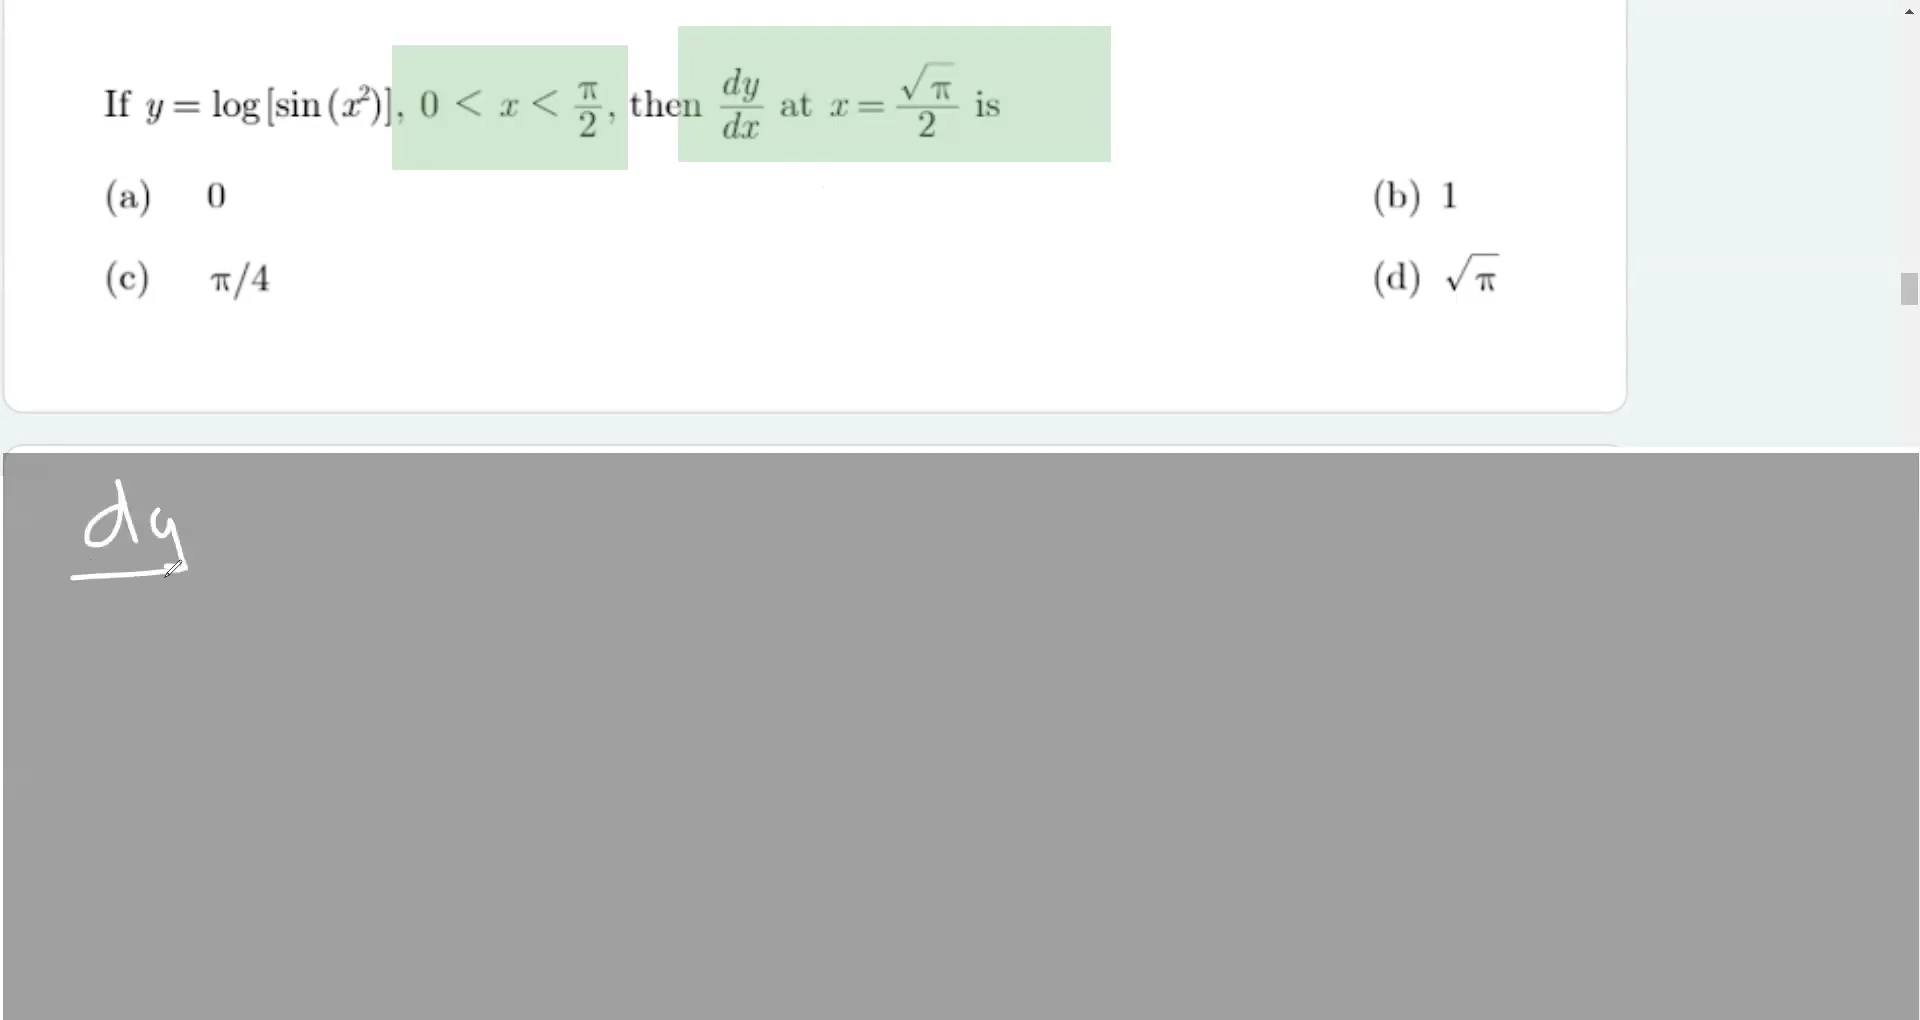 If y = log[sin(x²)], 0 < x < π/2, then dy/dx at x = √π/2 is
(a) 0 (b) 1
(c) π/4 (d) √π
dy